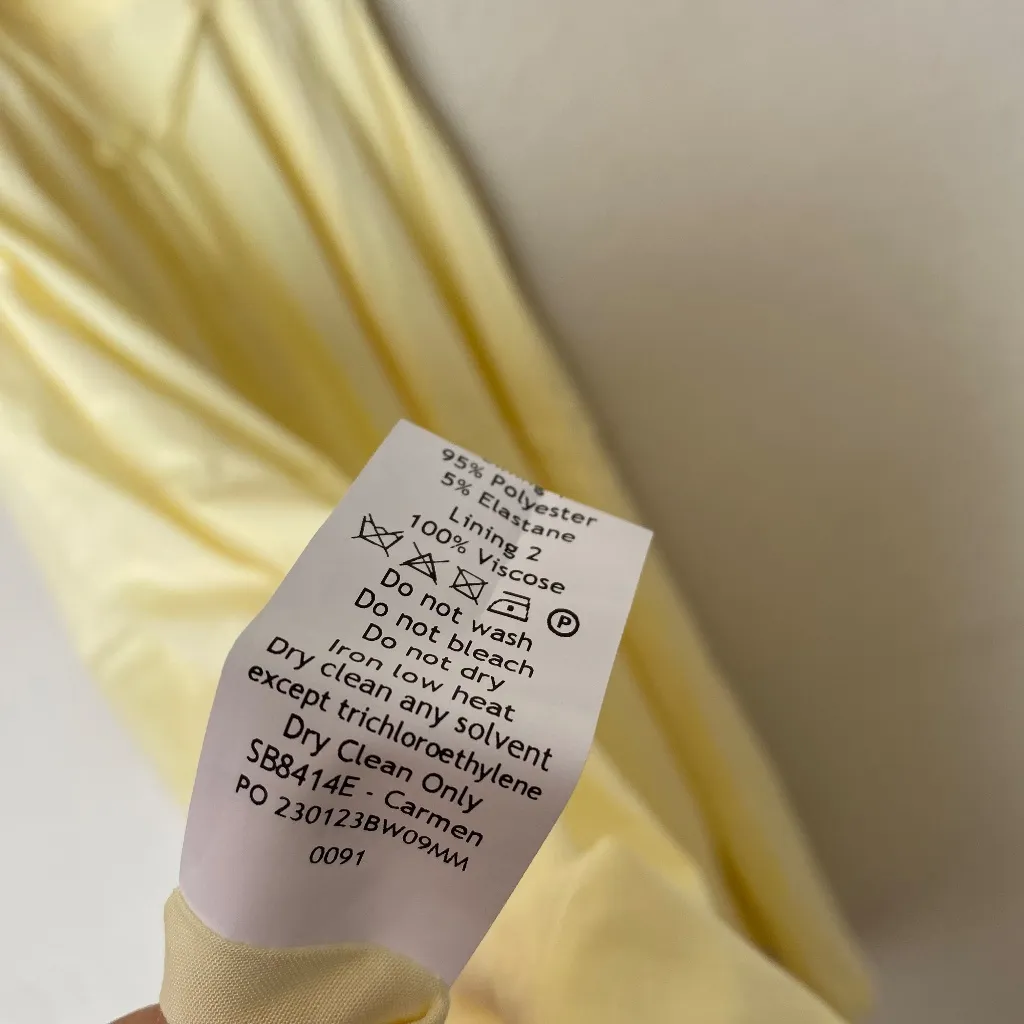 95% Polyester
5% Elastane
Lining 2
100% Viscose
P
Do not wash
Do not bleach
Do not dry
Iron low heat
Dry clean any solvent
except trichloroethylene
Dry Clean Only
SB8414E - Carmen
PO 230123BW09MM
0091